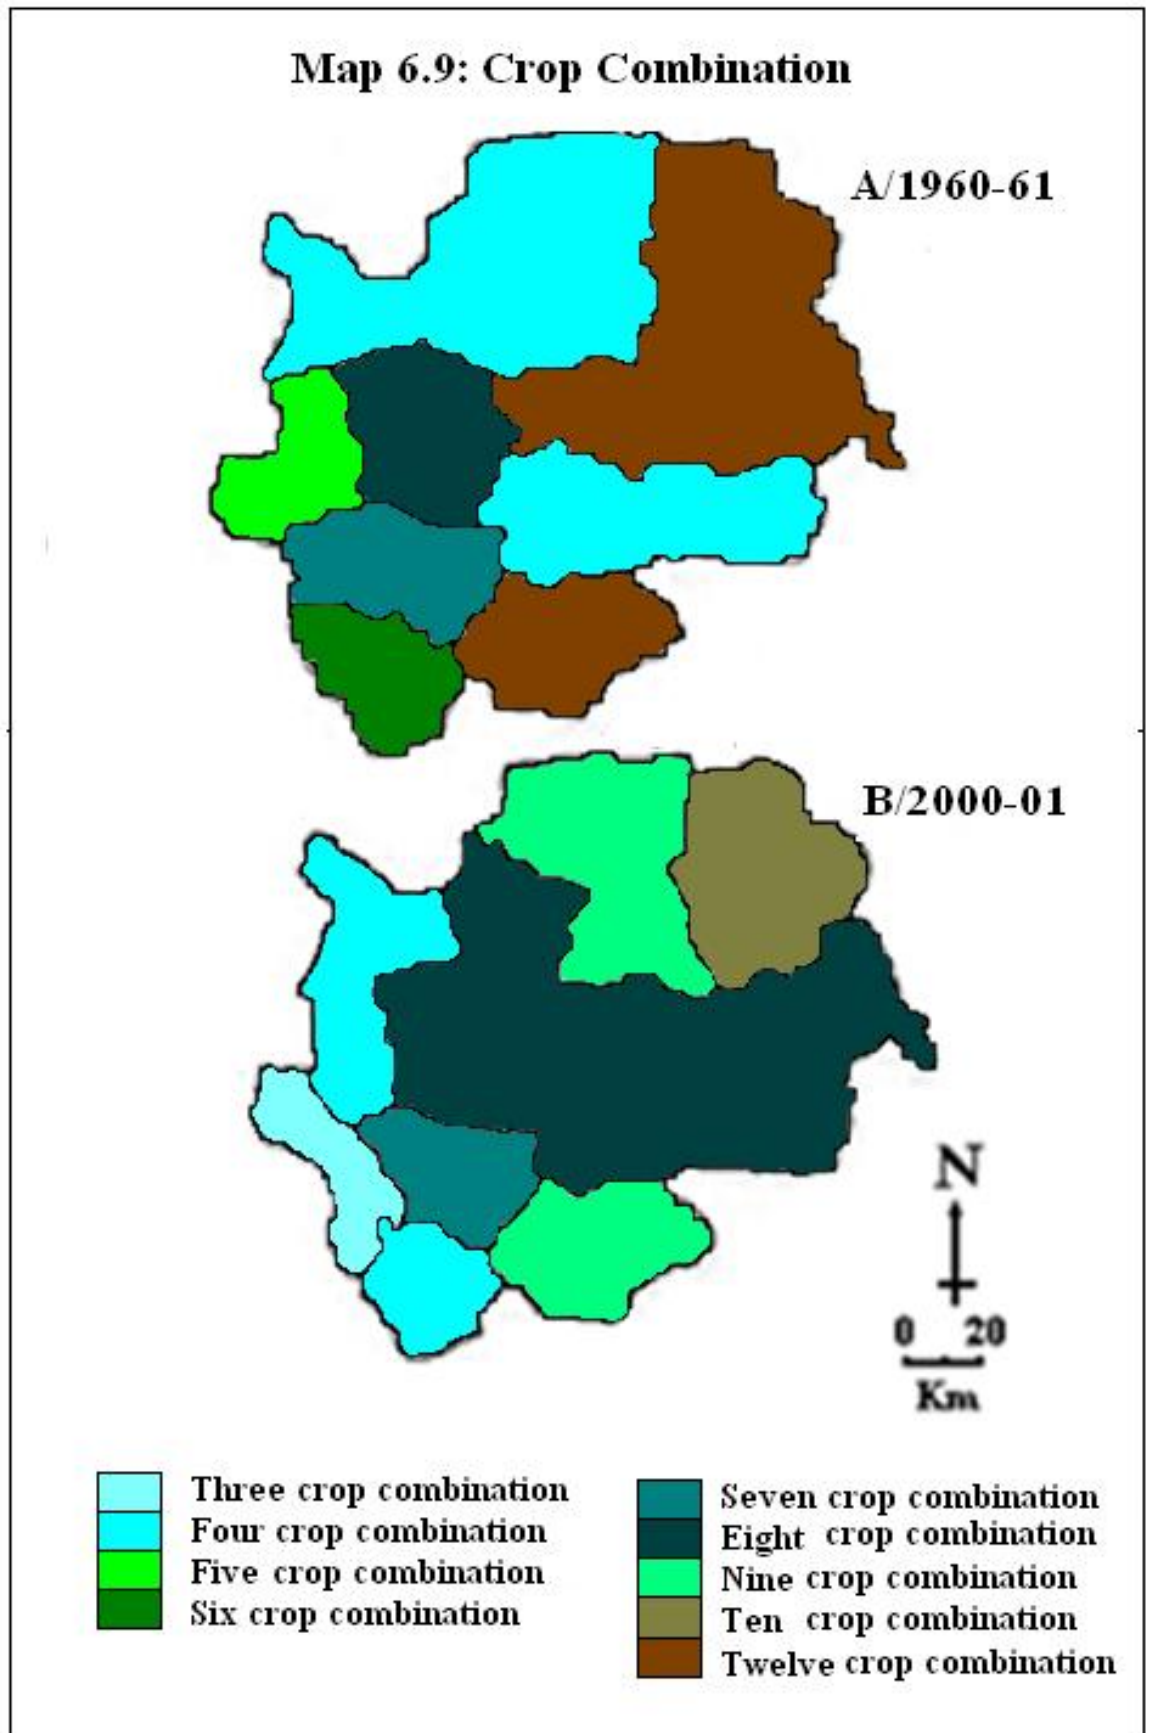 Map 6.9: Crop Combination
A/1960-61
B/2000-01
N
0 20
Km
Three crop combination
Four crop combination
Five crop combination
Six crop combination
Seven crop combination
Eight crop combination
Nine crop combination
Ten crop combination
Twelve crop combination